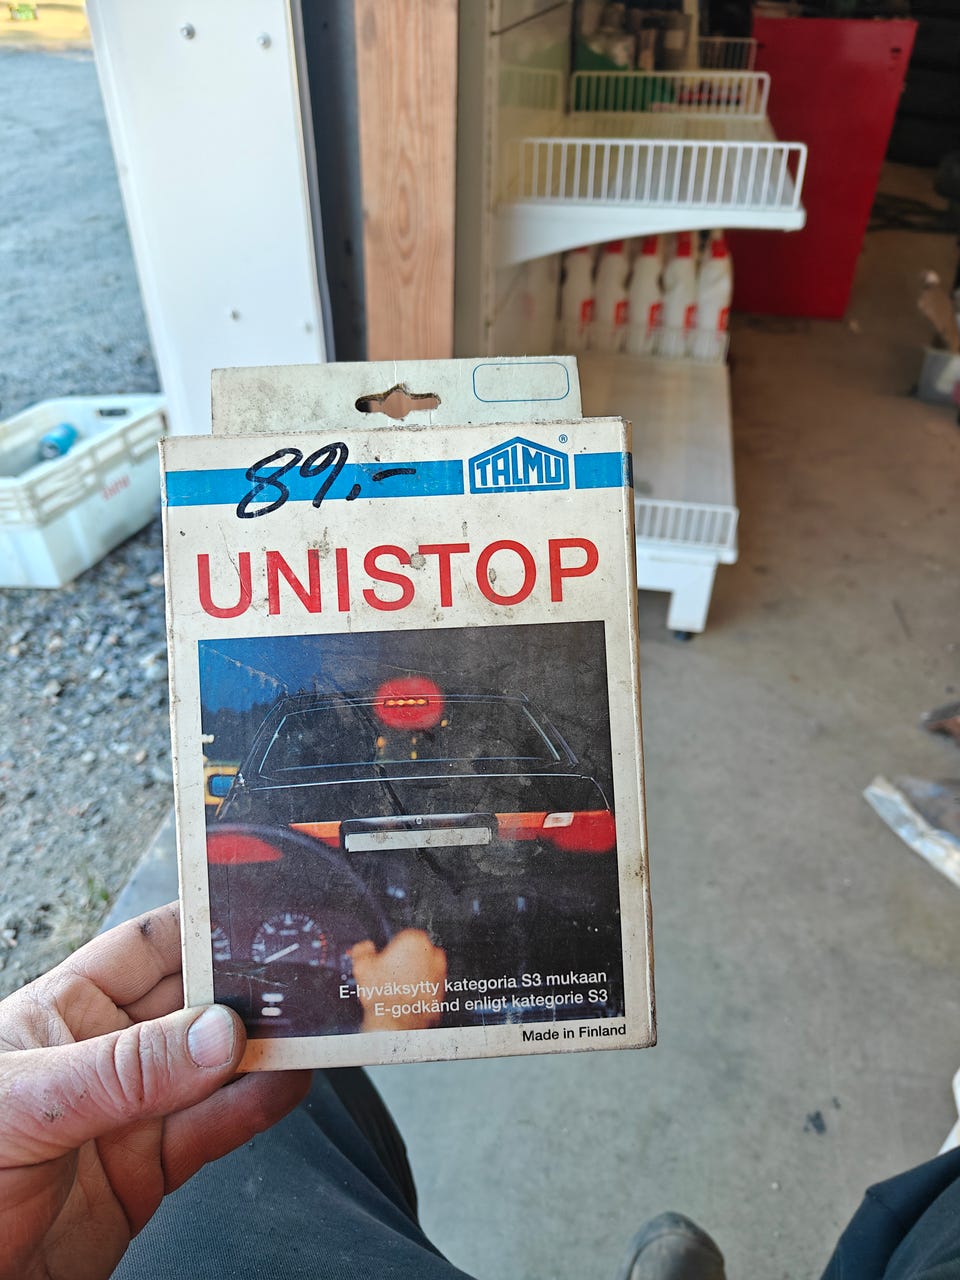 89.-
TALMU®
UNISTOP
E-hyväksytty kategoria S3 mukaan
E-godkänd enligt kategorie S3
Made in Finland